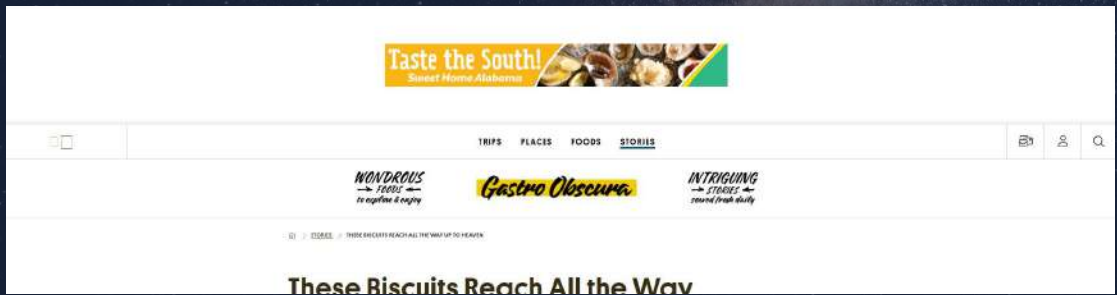 Taste the South!
Sweet Home Alabama
TRIPS PLACES FOODS STORIES
WONDROUS
FOODS
to explore & enjoy
Gastro Obscura
INTRIGUING
STORIES
served fresh daily
STORIES THESE BISCUITS REACH ALL THE WAY UP TO HEAVEN
These Biscuits Reach All the Way